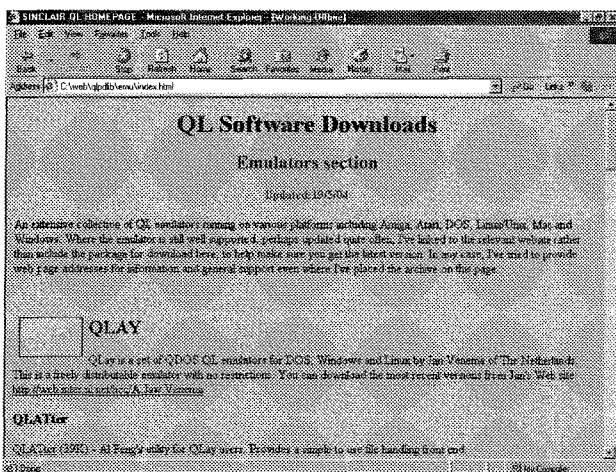 SINCLAIR QL HOMEPAGE - Microsoft Internet Explorer - [Working Offline]
File Edit View Favorites Tools Help
Back Stop Refresh Home Search Favorites Media History Mail Print
Address C:\web\qlpdlib\emu\index.html Go Links »
QL Software Downloads
Emulators section
Updated 19/5/04
An extensive collection of QL emulators running on various platforms including Amiga, Atari, DOS, Linux/Unix, Mac and
Windows. Where the emulator is still well supported, perhaps updated quite often, I've linked to the relevant website rather
than include the package for download here, to help make sure you get the latest version. In any case, I've tried to provide
web page addresses for information and general support even where I've placed the archive on this page.
QLAY
QLay is a set of QDOS QL emulators for DOS, Windows and Linux by Jan Venema of The Netherlands.
This is a freely distributable emulator with no restrictions. You can download the most recent versions from Jan's Web site
QLATter
QLATter (29K) - Al Feng's utility for QLay users. Provides a simple to use file handling front end.
Done My Computer